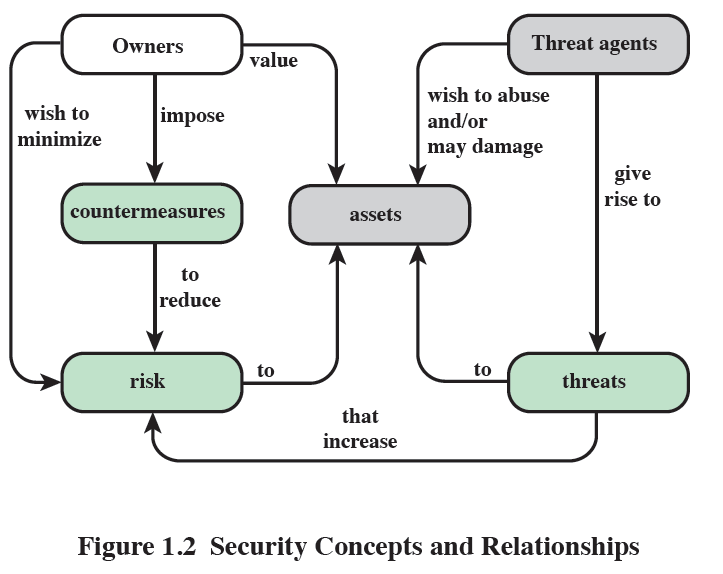 Owners
value
Threat agents
wish to
minimize
impose
wish to abuse
and/or
may damage
give
rise to
countermeasures
assets
to
reduce
risk
to
to
threats
that
increase
Figure 1.2 Security Concepts and Relationships